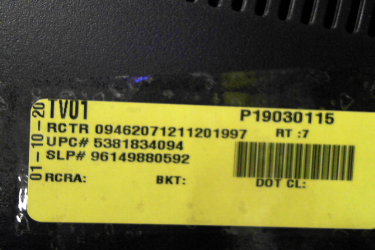 TV01
P19030115
RCTR 09462071211201997 RT :7
UPC# 5381834094
SLP# 96149880592
RCRA: BKT: DOT CL:
01-10-20